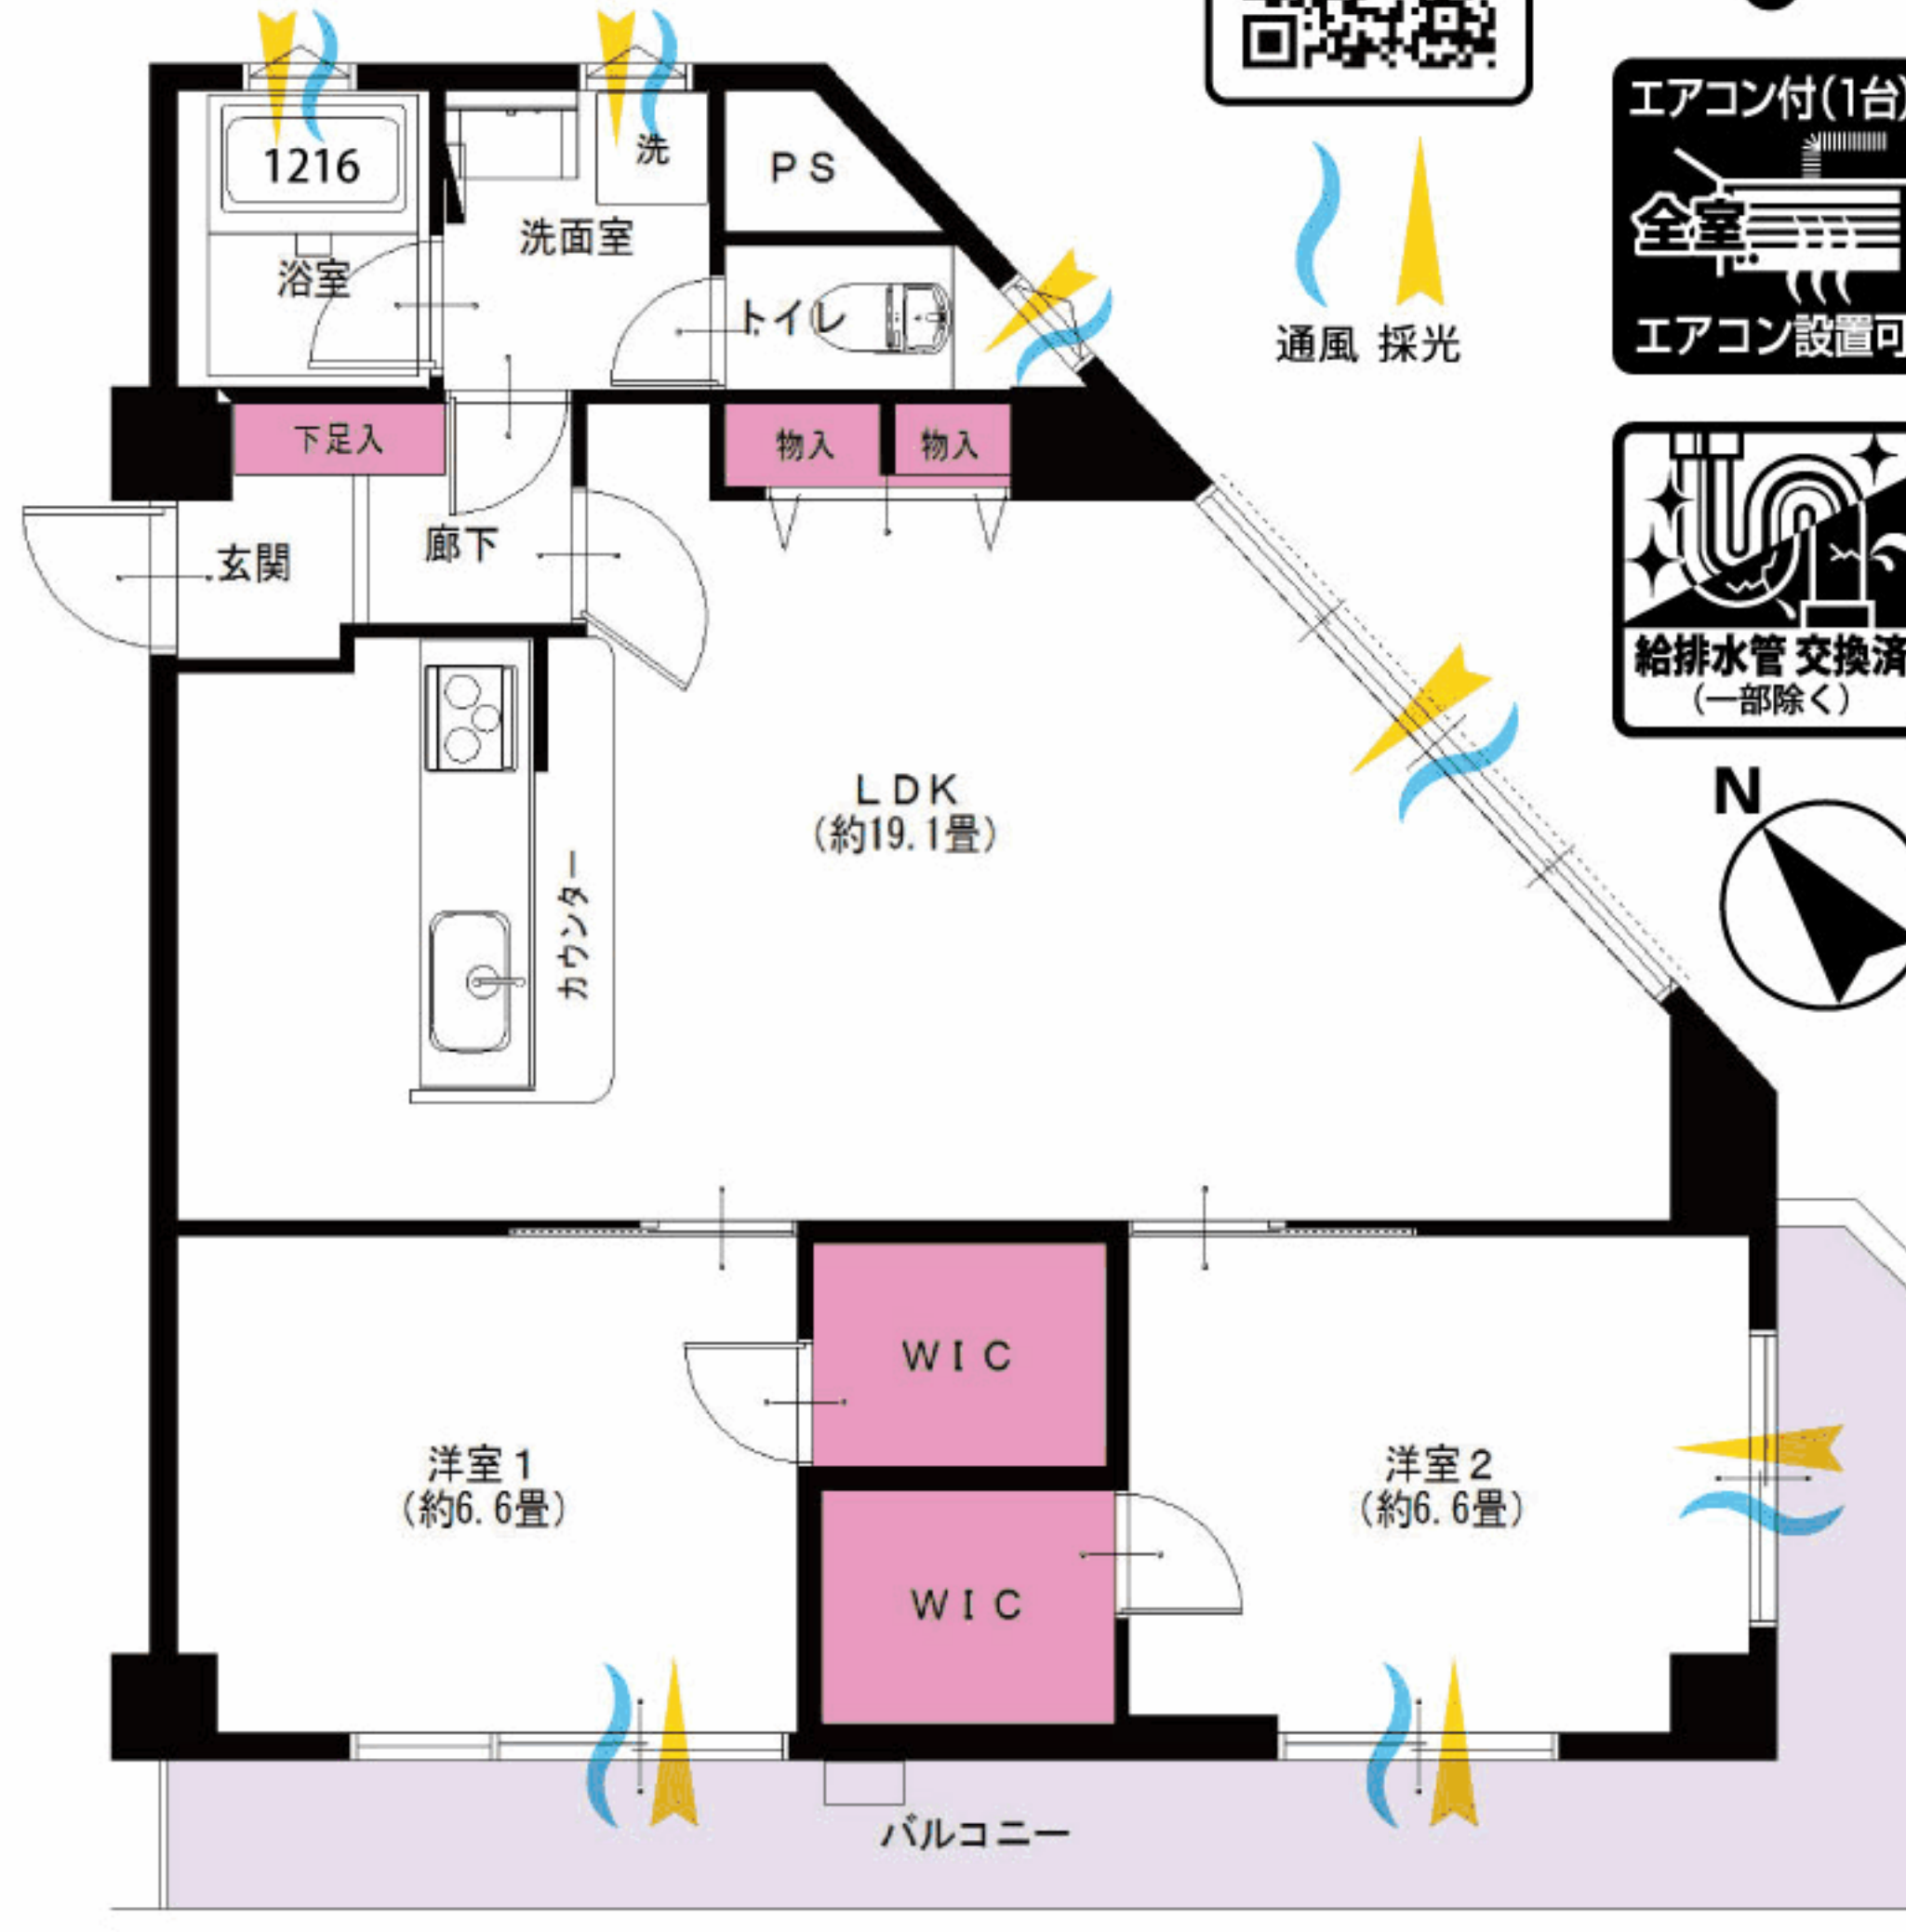 1216
浴室
洗
洗面室
ＰＳ
トイレ
通風 採光
エアコン付(1台)
全室
エアコン設置可
下足入
物入
物入
玄関
廊下
給排水管 交換済
(一部除く)
N
ＬＤＫ
(約19.1畳)
カウンター
ＷＩＣ
洋室１
(約6.6畳)
洋室２
(約6.6畳)
ＷＩＣ
バルコニー